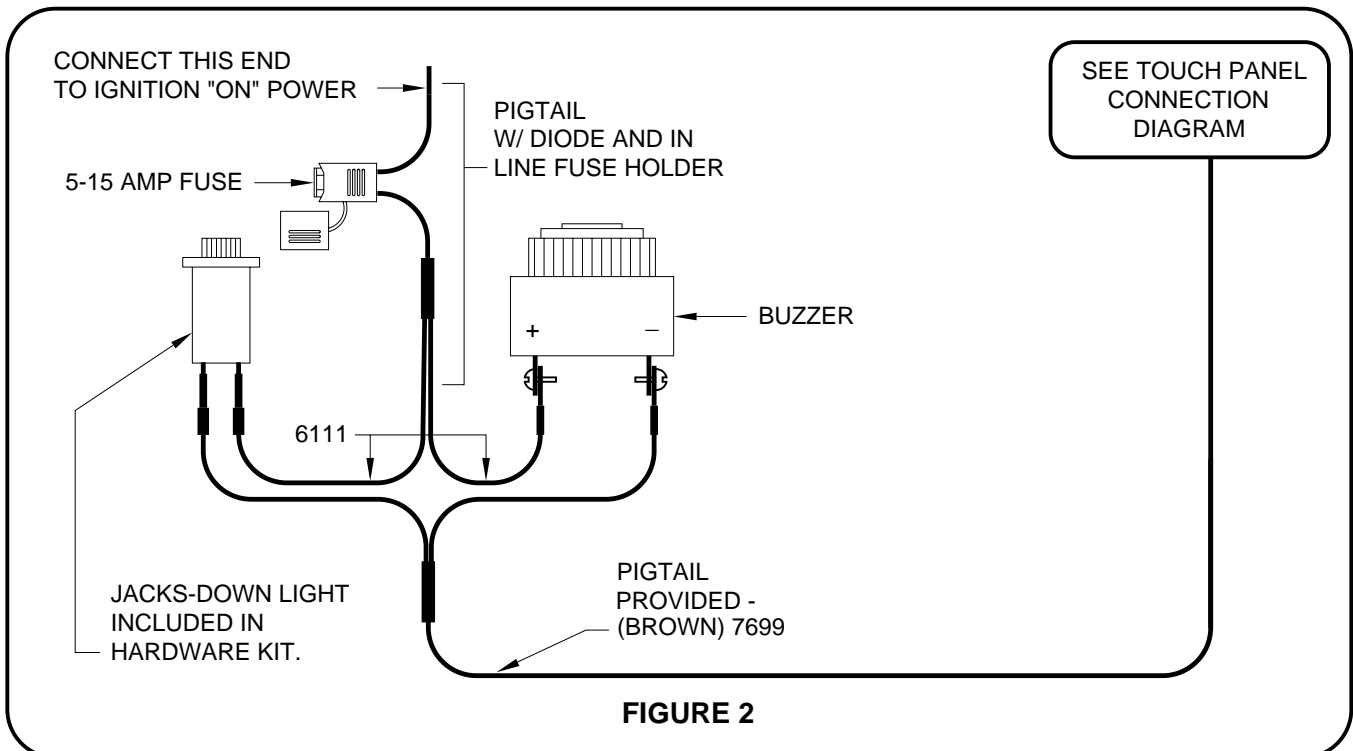 CONNECT THIS END
TO IGNITION "ON" POWER
SEE TOUCH PANEL
CONNECTION
DIAGRAM
PIGTAIL
W/ DIODE AND IN
LINE FUSE HOLDER
5-15 AMP FUSE
BUZZER
+ –
6111
JACKS-DOWN LIGHT
INCLUDED IN
HARDWARE KIT.
PIGTAIL
PROVIDED -
(BROWN) 7699
FIGURE 2